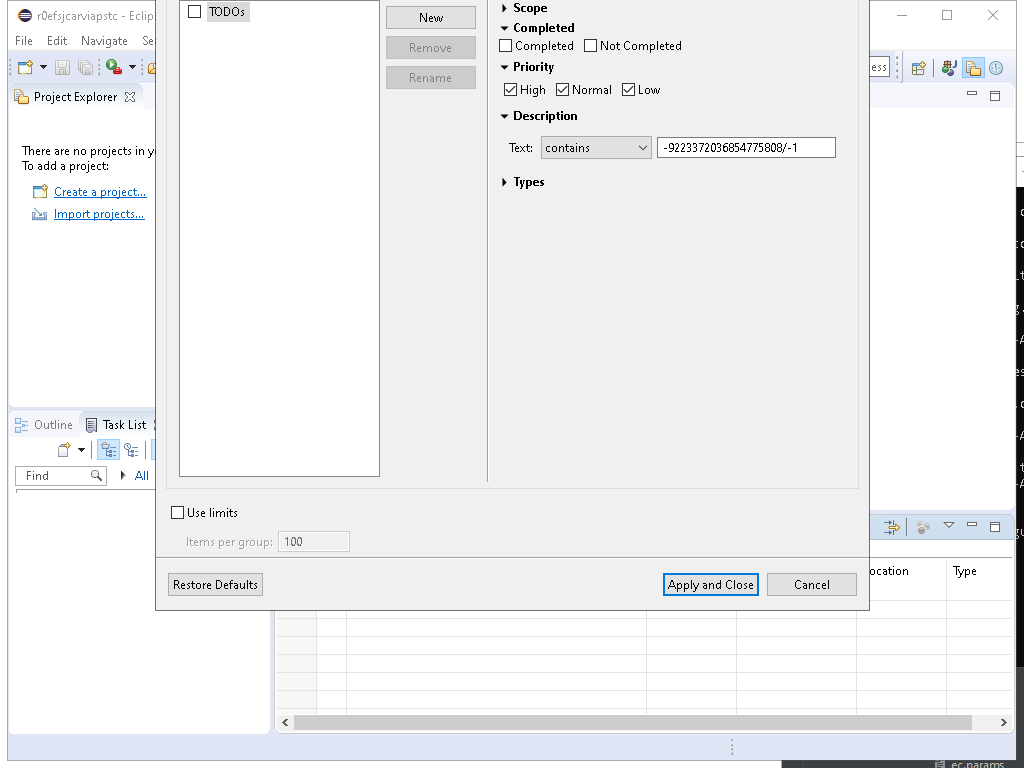 r0efsjcarviapstc - Eclip
File Edit Navigate Se
ess
Project Explorer
There are no projects in y
To add a project:
Create a project...
Import projects...
Outline Task List
Find All
TODOs
New
Remove
Rename
Scope
Completed
Completed Not Completed
Priority
High Normal Low
Description
Text: contains -9223372036854775808/-1
Types
Use limits
Items per group: 100
Restore Defaults Apply and Close Cancel
ocation Type
ec.params